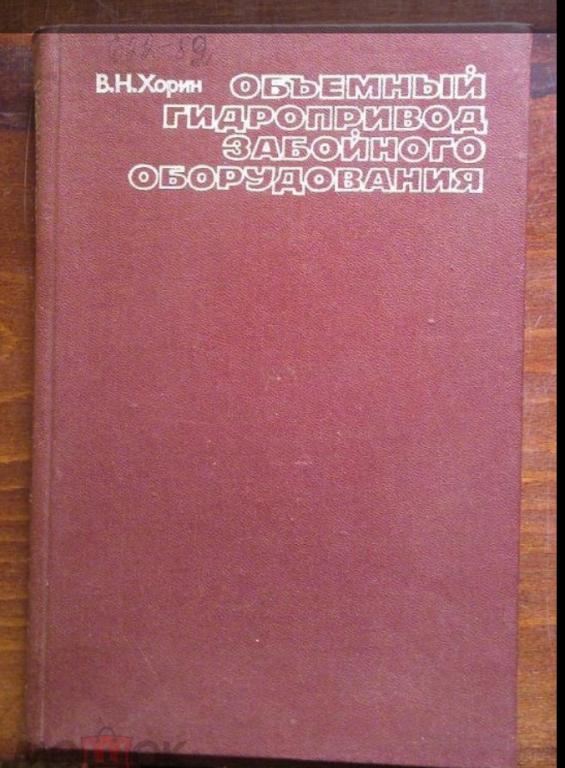 В.Н.Хорин ОБЪЕМНЫЙ
ГИДРОПРИВОД
ЗАБОЙНОГО
ОБОРУДОВАНИЯ